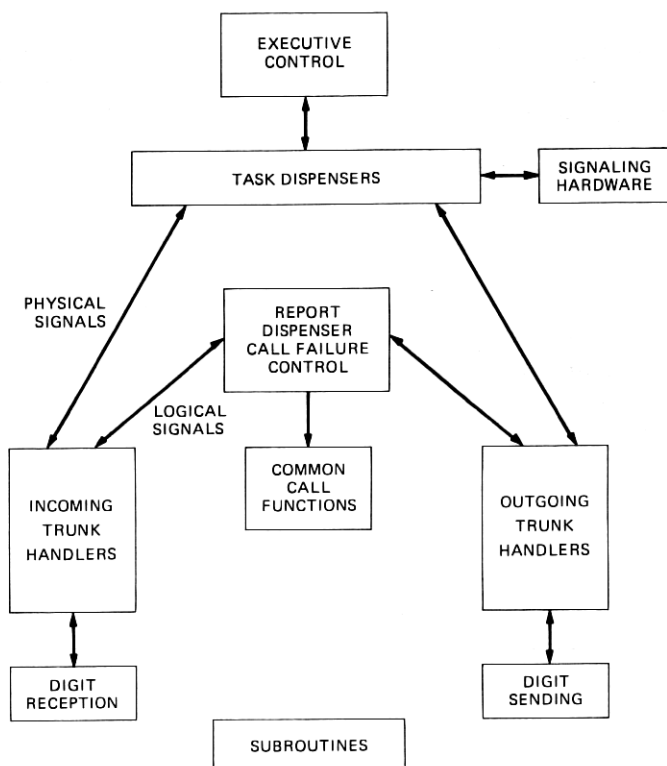 EXECUTIVE
CONTROL
TASK DISPENSERS
SIGNALING
HARDWARE
PHYSICAL
SIGNALS
REPORT
DISPENSER
CALL FAILURE
CONTROL
LOGICAL
SIGNALS
INCOMING
TRUNK
HANDLERS
COMMON
CALL
FUNCTIONS
OUTGOING
TRUNK
HANDLERS
DIGIT
RECEPTION
DIGIT
SENDING
SUBROUTINES